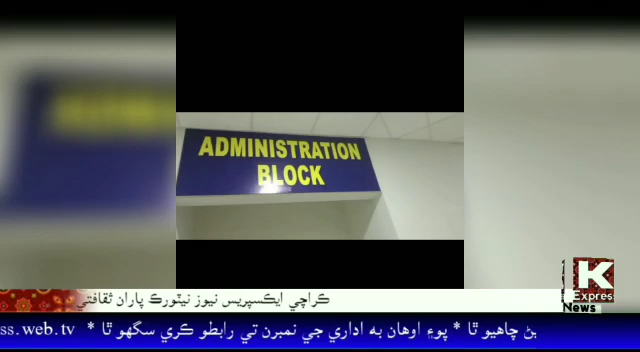 ADMINISTRATION
BLOCK
ڪراچي ايڪسپريس نيوز نيٽورڪ پاران ثقافتي
K
Express
News
ss.web.tv * پوءِ اوهان به اداري جي نمبرن تي رابطو ڪري سگهو ٿا * ڻ چاهيو ٿا